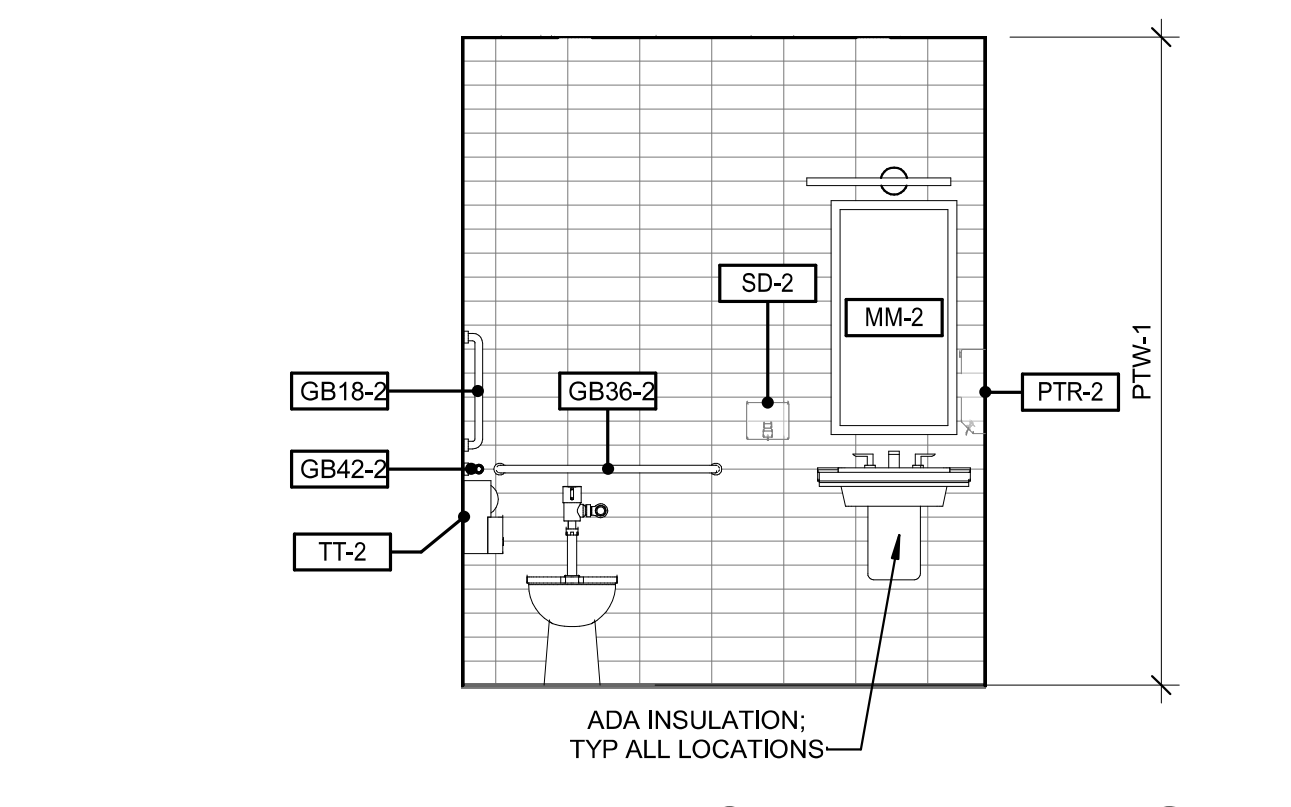 SD-2
MM-2
GB18-2
GB36-2
PTR-2
PTW-1
GB42-2
TT-2
ADA INSULATION;
TYP ALL LOCATIONS